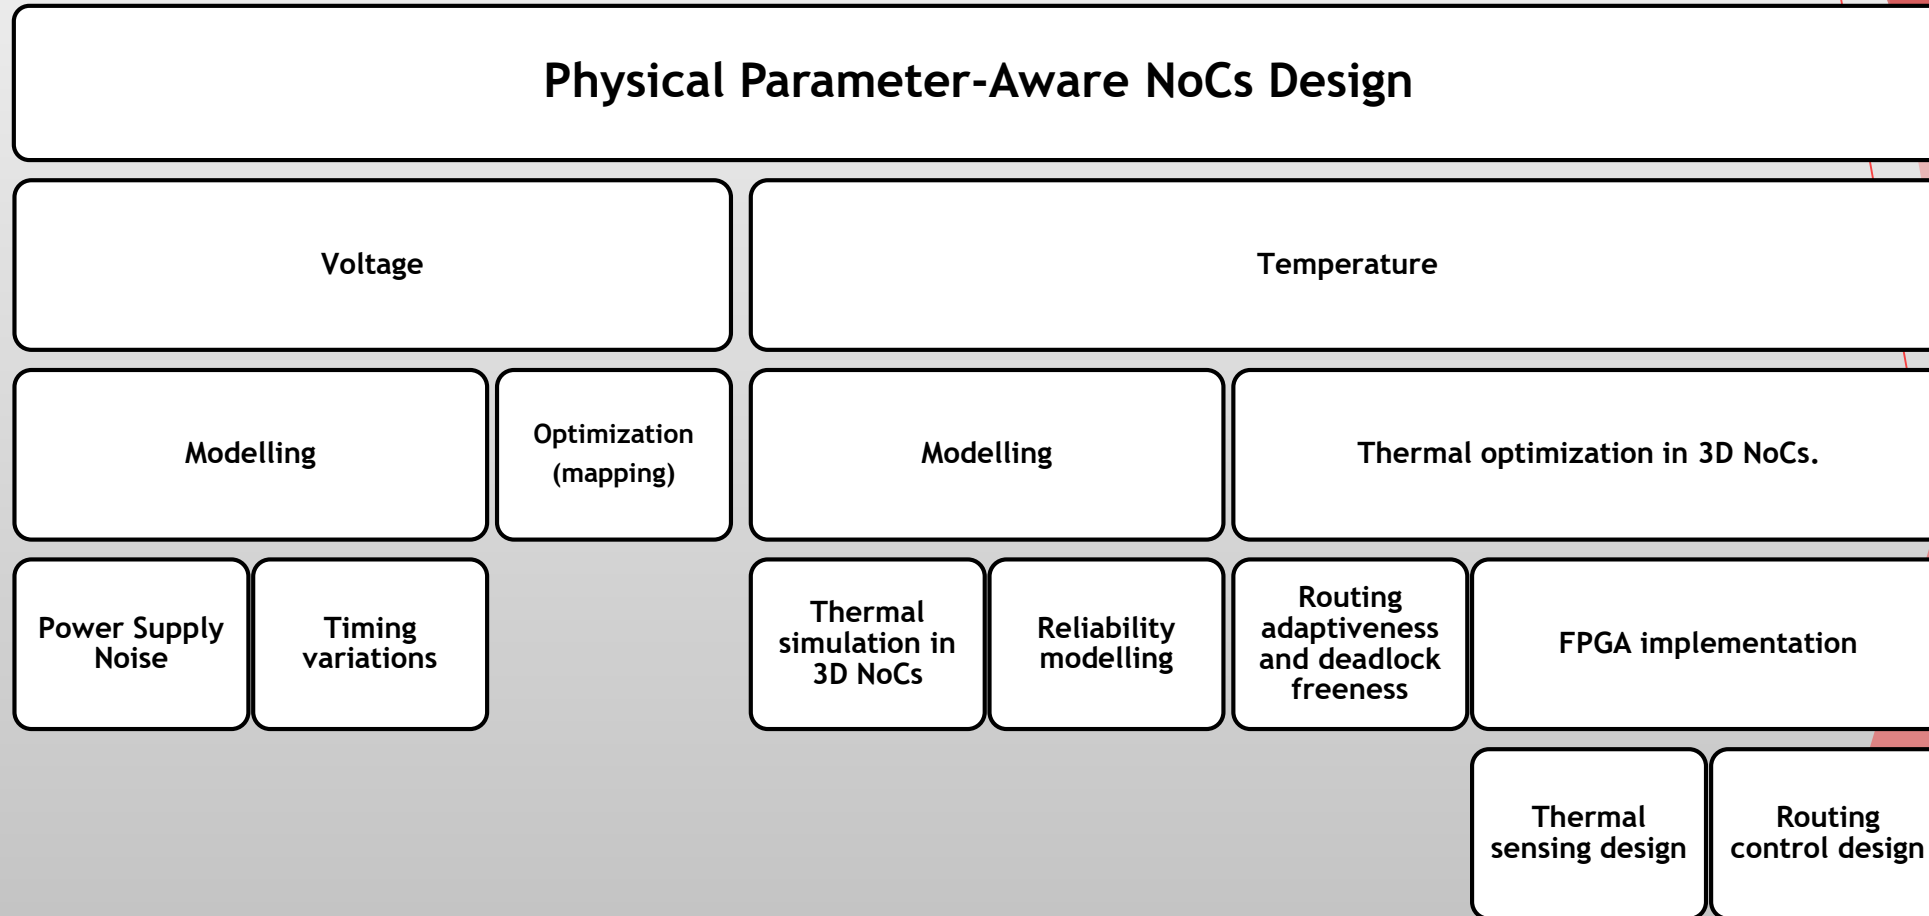 Physical Parameter-Aware NoCs Design
Voltage
Temperature
Modelling
Optimization
(mapping)
Modelling
Thermal optimization in 3D NoCs.
Power Supply
Noise
Timing
variations
Thermal
simulation in
3D NoCs
Reliability
modelling
Routing
adaptiveness
and deadlock
freeness
FPGA implementation
Thermal
sensing design
Routing
control design